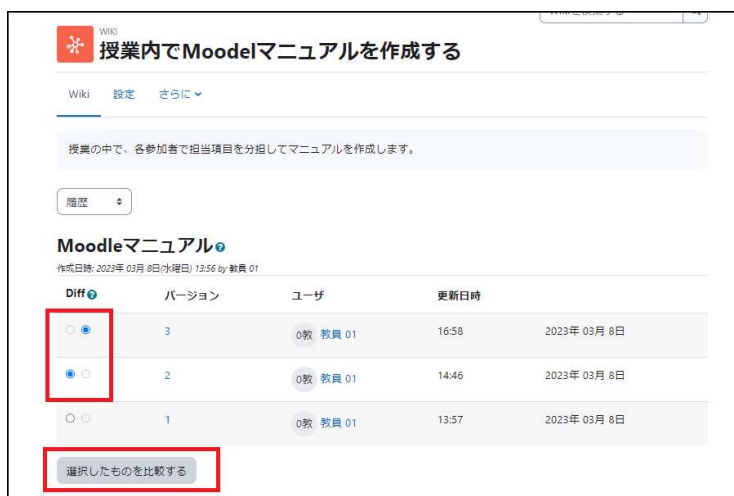 WIKI
授業内でMoodelマニュアルを作成する
Wiki 設定 さらに
授業の中で、各参加者で担当項目を分担してマニュアルを作成します。
履歴
Moodleマニュアル
作成日時: 2023年 03月 8日(水曜日) 13:56 by 教員 01
Diff バージョン ユーザ 更新日時
3 0教 教員 01 16:58 2023年 03月 8日
2 0教 教員 01 14:46 2023年 03月 8日
1 0教 教員 01 13:57 2023年 03月 8日
選択したものを比較する